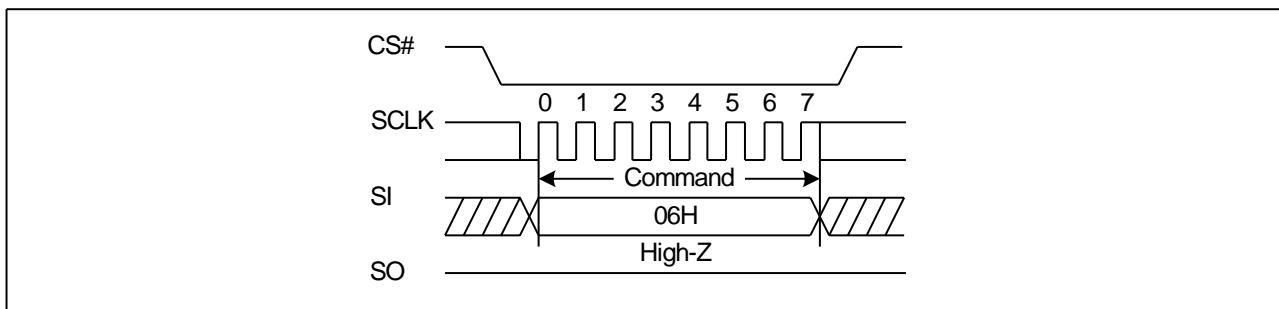 CS#
0 1 2 3 4 5 6 7
SCLK
Command
SI
06H
High-Z
SO